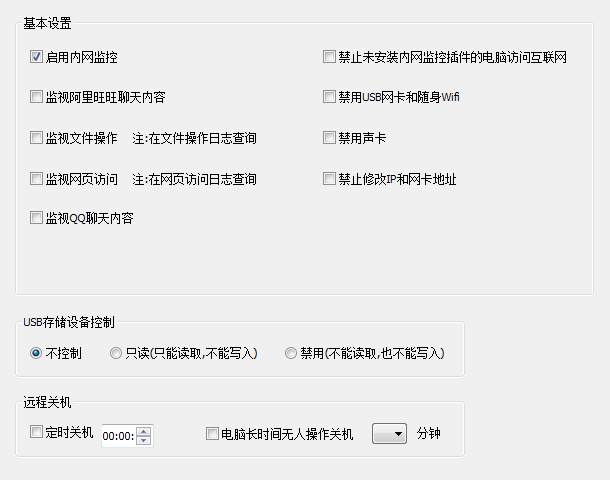 基本设置
启用内网监控
禁止未安装内网监控插件的电脑访问互联网
监视阿里旺旺聊天内容
禁用USB网卡和随身Wifi
监视文件操作 注:在文件操作日志查询
禁用声卡
监视网页访问 注:在网页访问日志查询
禁止修改IP和网卡地址
监视QQ聊天内容
USB存储设备控制
不控制 只读(只能读取,不能写入) 禁用(不能读取,也不能写入)
远程关机
定时关机 00:00: 电脑长时间无人操作关机 分钟